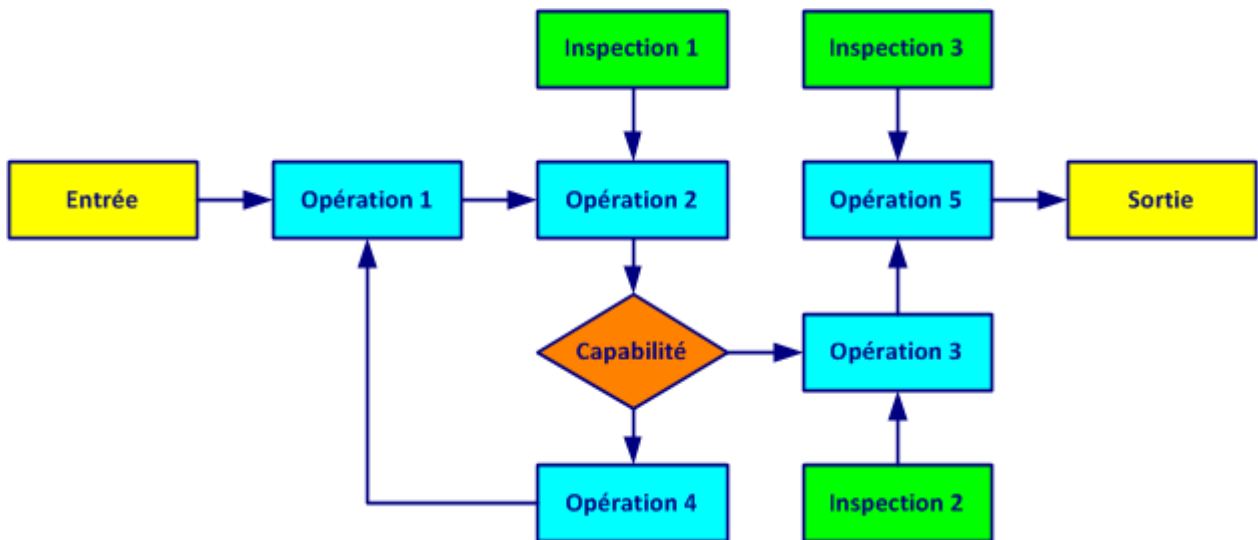 Inspection 1
Inspection 3
Entrée
Opération 1
Opération 2
Opération 5
Sortie
Capabilité
Opération 3
Opération 4
Inspection 2